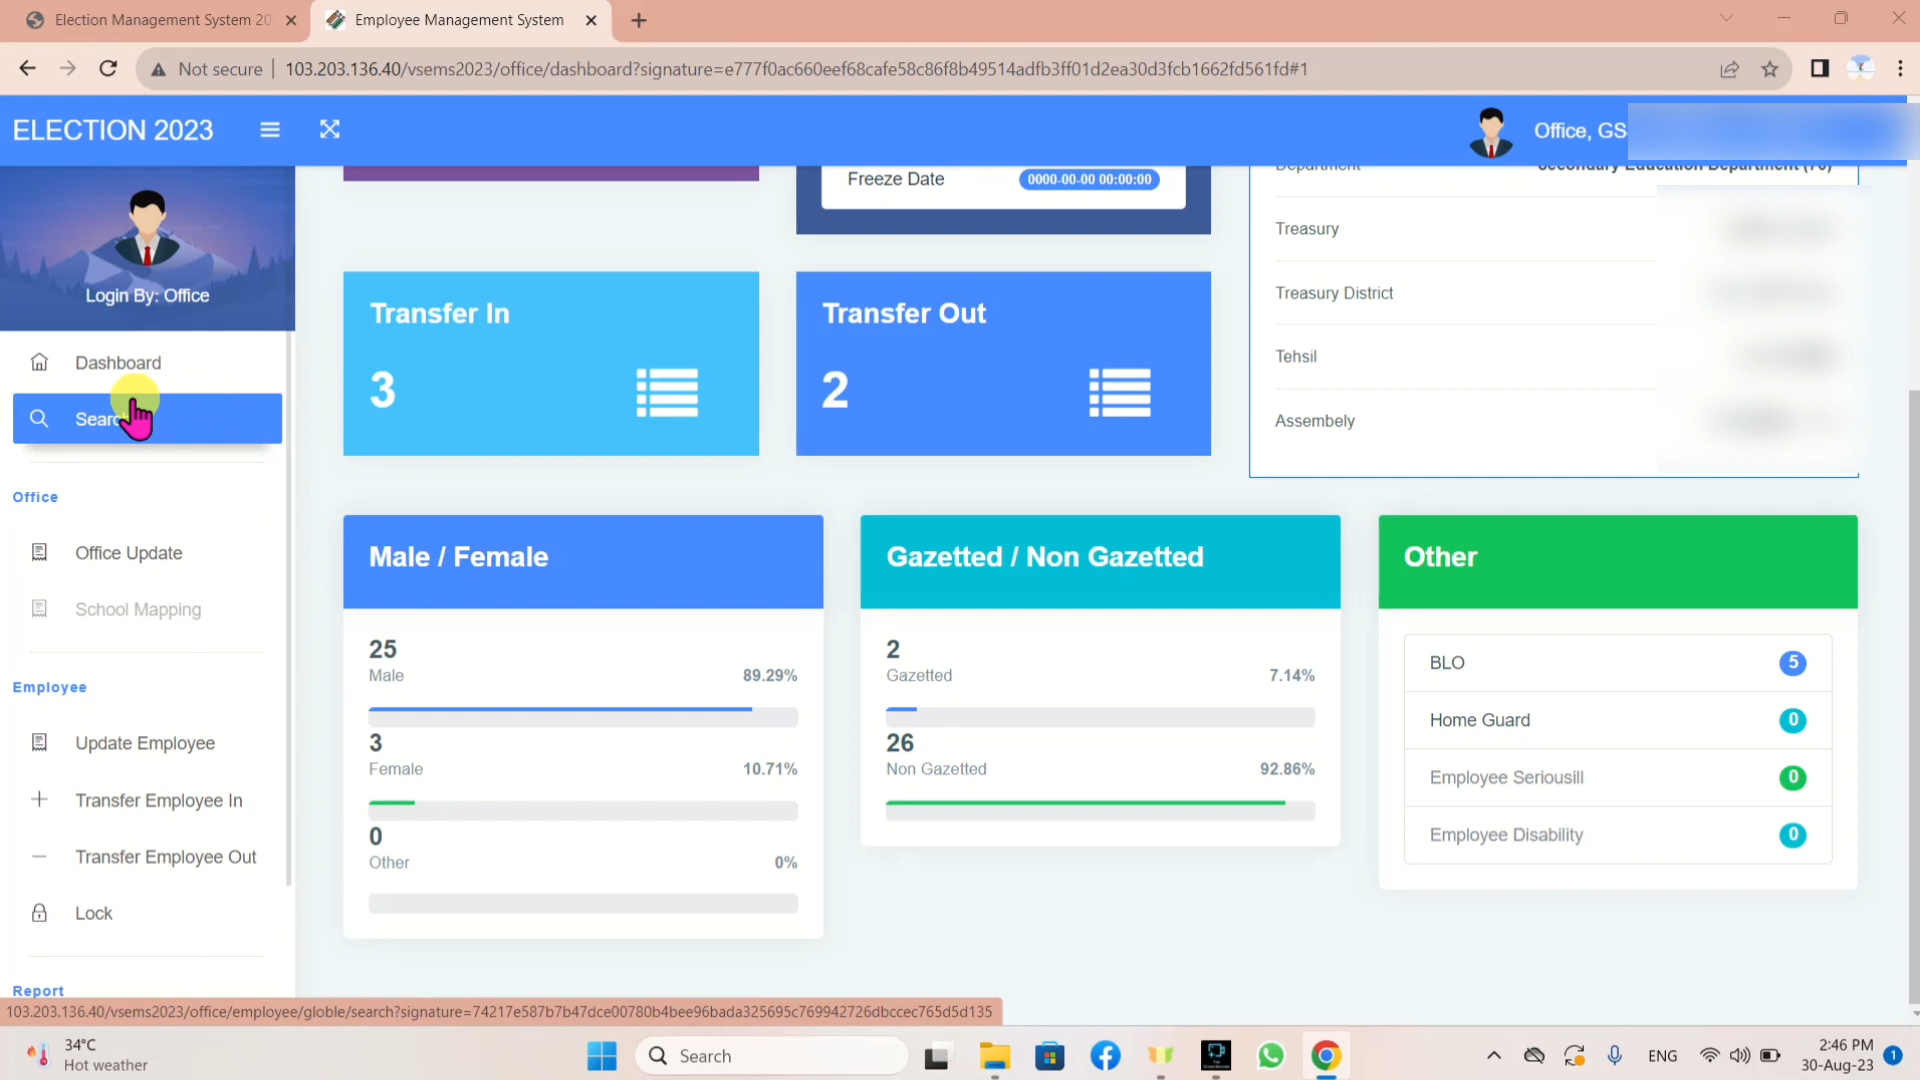 Election Management System 20
Employee Management System
Not secure
103.203.136.40/vsems2023/office/dashboard?signature=e777f0ac660eef68cafe58c86f8b49514adfb3ff01d2ea30d3fcb1662fd561fd#1
ELECTION 2023
Office, GS
Login By: Office
Dashboard
Search
Office
Office Update
School Mapping
Employee
Update Employee
Transfer Employee In
Transfer Employee Out
Lock
Report
Freeze Date 0000-00-00 00:00:00
Department Secondary Education Department (70)
Treasury
Treasury District
Tehsil
Assembely
Transfer In
3
Transfer Out
2
Male / Female
25
Male 89.29%
3
Female 10.71%
0
Other 0%
Gazetted / Non Gazetted
2
Gazetted 7.14%
26
Non Gazetted 92.86%
Other
BLO 5
Home Guard 0
Employee Seriousill 0
Employee Disability 0
103.203.136.40/vsems2023/office/employee/globle/search?signature=74217e587b7b47dce00780b4bee96bada325695c769942726dbccec765d5d135
34°C
Hot weather
Search
ENG
2:46 PM
30-Aug-23
1